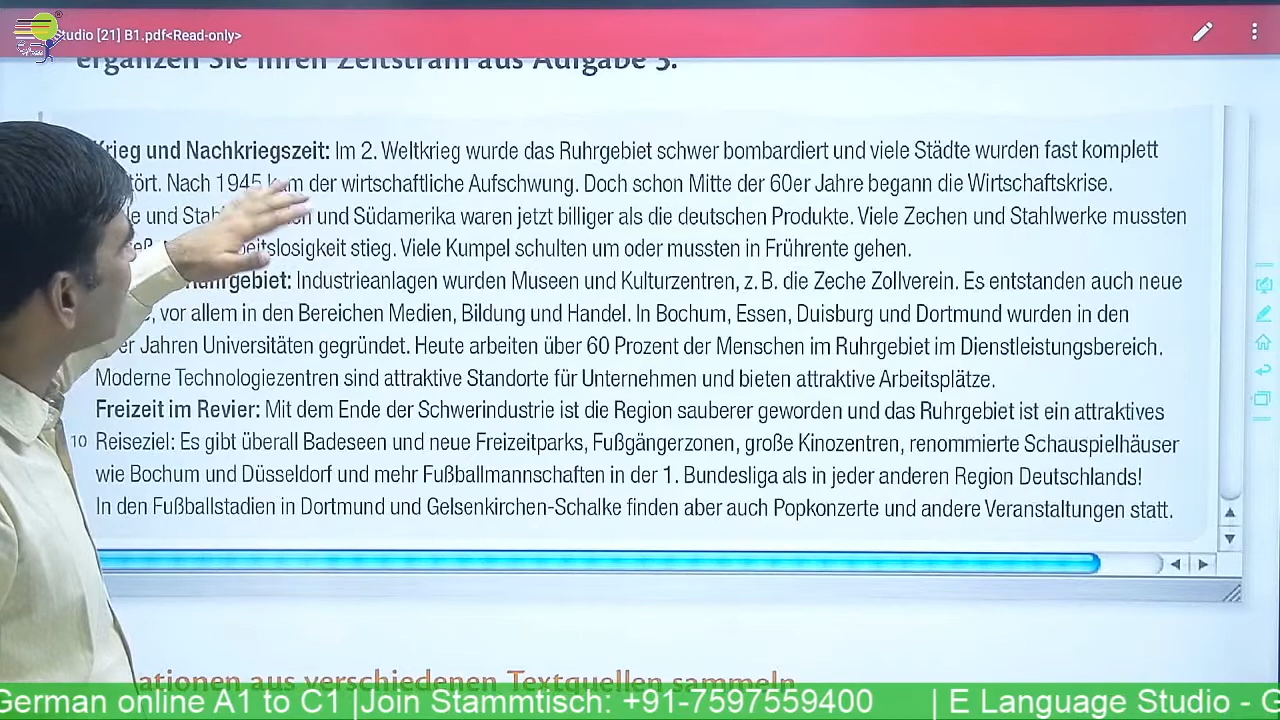 Studio [21] B1.pdf<Read-only>
ergänzen Sie Ihren Zeitstrahl aus Aufgabe 3.
Krieg und Nachkriegszeit: Im 2. Weltkrieg wurde das Ruhrgebiet schwer bombardiert und viele Städte wurden fast komplett
tört. Nach 1945 kam der wirtschaftliche Aufschwung. Doch schon Mitte der 60er Jahre begann die Wirtschaftskrise.
und Südamerika waren jetzt billiger als die deutschen Produkte. Viele Zechen und Stahlwerke mussten
beitslosigkeit stieg. Viele Kumpel schulten um oder mussten in Frührente gehen.
uhrgebiet: Industrieanlagen wurden Museen und Kulturzentren, z. B. die Zeche Zollverein. Es entstanden auch neue
, vor allem in den Bereichen Medien, Bildung und Handel. In Bochum, Essen, Duisburg und Dortmund wurden in den
er Jahren Universitäten gegründet. Heute arbeiten über 60 Prozent der Menschen im Ruhrgebiet im Dienstleistungsbereich.
Moderne Technologiezentren sind attraktive Standorte für Unternehmen und bieten attraktive Arbeitsplätze.
Freizeit im Revier: Mit dem Ende der Schwerindustrie ist die Region sauberer geworden und das Ruhrgebiet ist ein attraktives
10 Reiseziel: Es gibt überall Badeseen und neue Freizeitparks, Fußgängerzonen, große Kinozentren, renommierte Schauspielhäuser
wie Bochum und Düsseldorf und mehr Fußballmannschaften in der 1. Bundesliga als in jeder anderen Region Deutschlands!
In den Fußballstadien in Dortmund und Gelsenkirchen-Schalke finden aber auch Popkonzerte und andere Veranstaltungen statt.
ationen aus verschiedenen Textquellen sammeln
German online A1 to C1 |Join Stammtisch: +91-7597559400 | E Language Studio - G